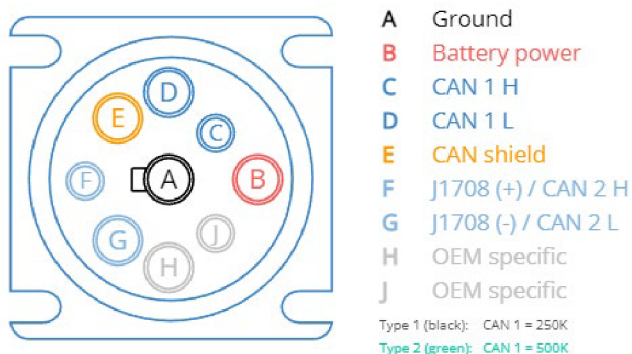 D
E
C
F
A
B
G
J
H
A Ground
B Battery power
C CAN 1 H
D CAN 1 L
E CAN shield
F J1708 (+) / CAN 2 H
G J1708 (-) / CAN 2 L
H OEM specific
J OEM specific
Type 1 (black): CAN 1 = 250K
Type 2 (green): CAN 1 = 500K